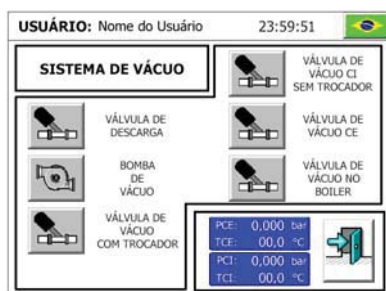 USUÁRIO: Nome do Usuário 23:59:51
SISTEMA DE VÁCUO
VÁLVULA DE
DESCARGA
BOMBA
DE
VÁCUO
VÁLVULA DE
VÁCUO
COM TROCADOR
VÁLVULA DE
VÁCUO CI
SEM TROCADOR
VÁLVULA DE
VÁCUO CE
VÁLVULA DE
VÁCUO NO
BOILER
PCE: 0,000 bar
TCE: 00,0 °C
PCI: 0,000 bar
TCI: 00,0 °C